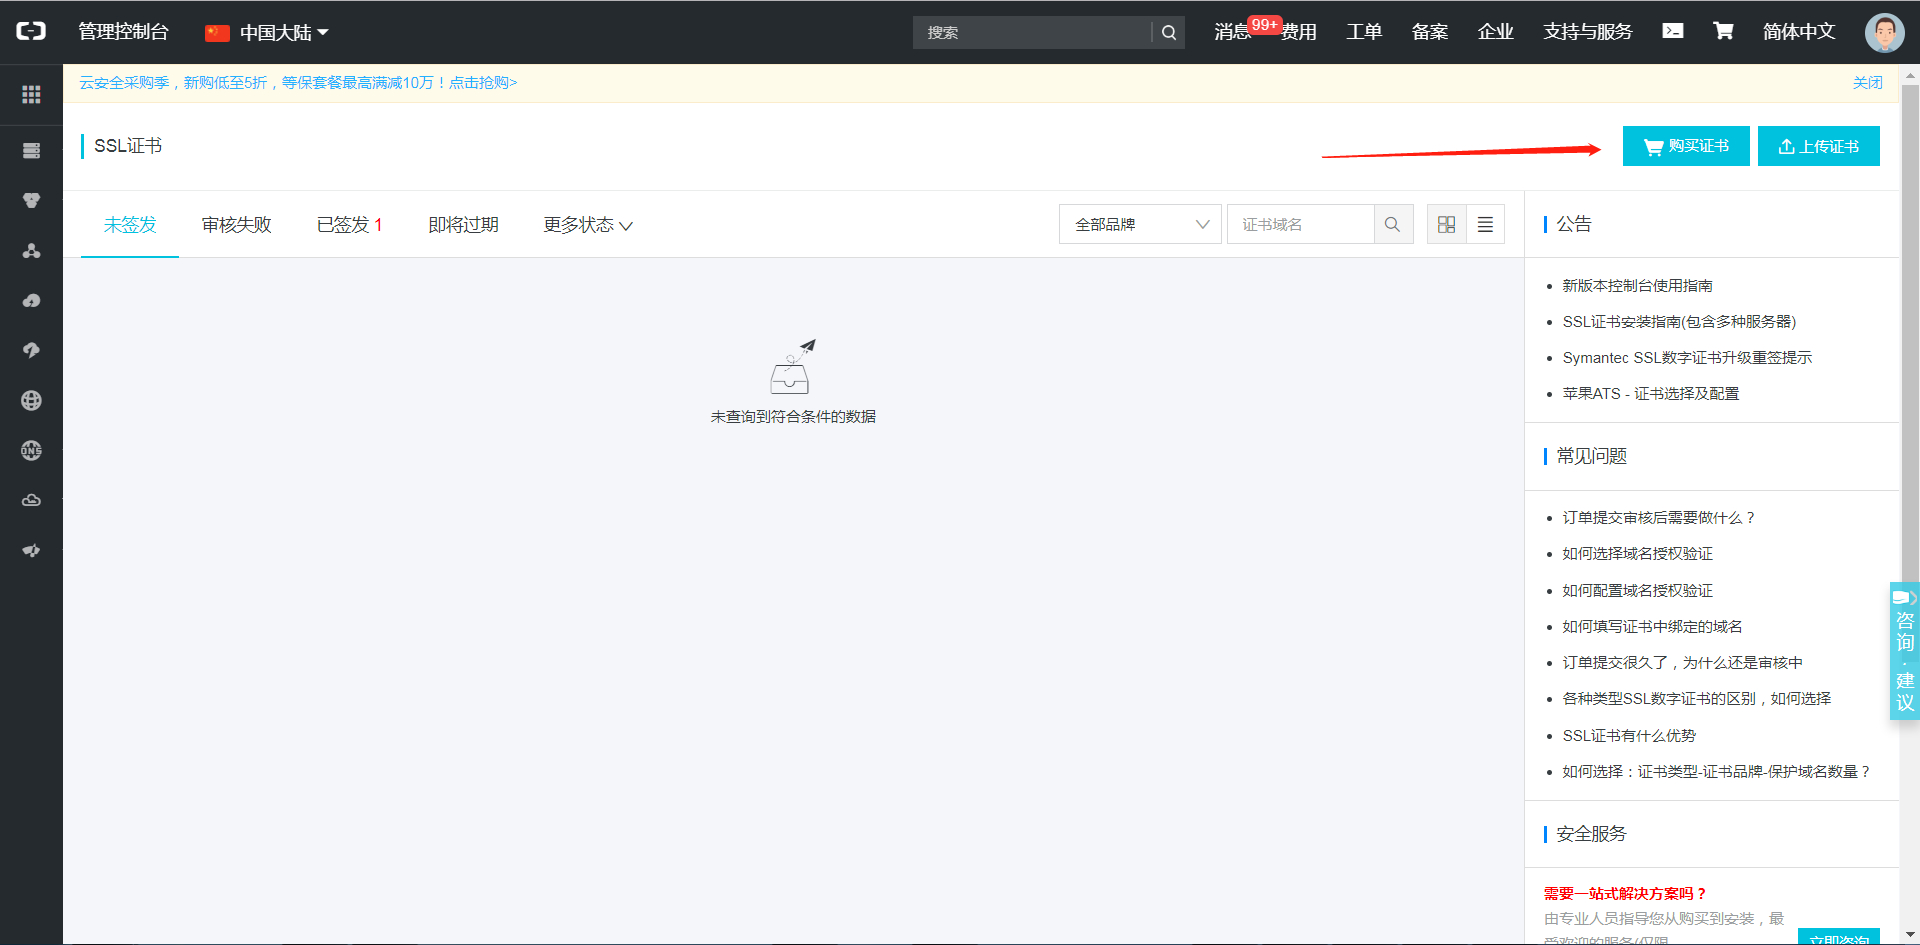 管理控制台
中国大陆
搜索
消息
99+
费用
工单
备案
企业
支持与服务
简体中文
云安全采购季，新购低至5折，等保套餐最高满减10万！点击抢购>
关闭
SSL证书
购买证书
上传证书
未签发
审核失败
已签发 1
即将过期
更多状态
全部品牌
证书域名
未查询到符合条件的数据
公告
新版本控制台使用指南
SSL证书安装指南(包含多种服务器)
Symantec SSL数字证书升级重签提示
苹果ATS - 证书选择及配置
常见问题
订单提交审核后需要做什么？
如何选择域名授权验证
如何配置域名授权验证
如何填写证书中绑定的域名
订单提交很久了，为什么还是审核中
各种类型SSL数字证书的区别，如何选择
SSL证书有什么优势
如何选择：证书类型-证书品牌-保护域名数量？
安全服务
需要一站式解决方案吗？
由专业人员指导您从购买到安装，最
受欢迎的服务(仅限
立即咨询
咨询·建议
DNS